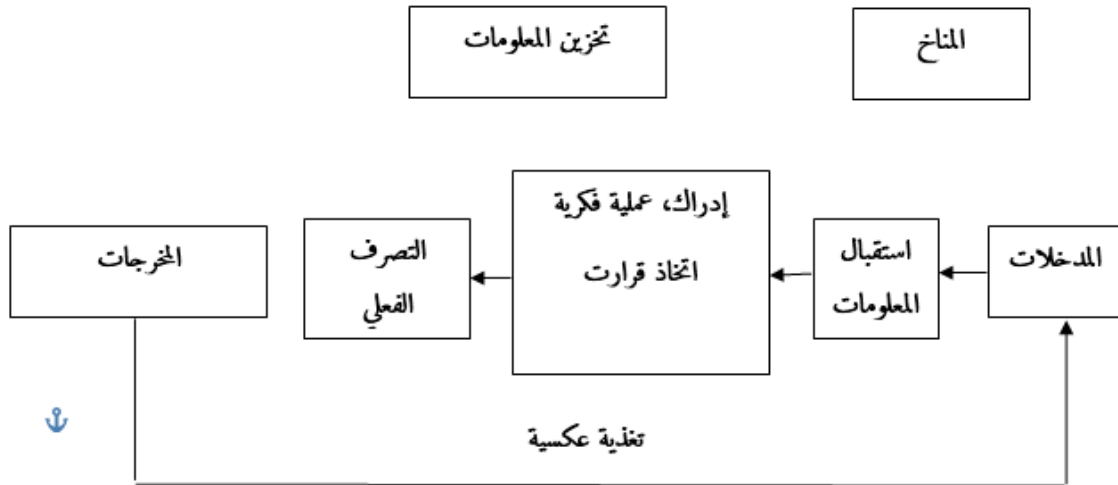 المناخ
تخزين المعلومات
المدخلات
استقبال
المعلومات
إدراك، عملية فكرية
اتخاذ قرارت
التصرف
الفعلي
المخرجات
تغذية عكسية